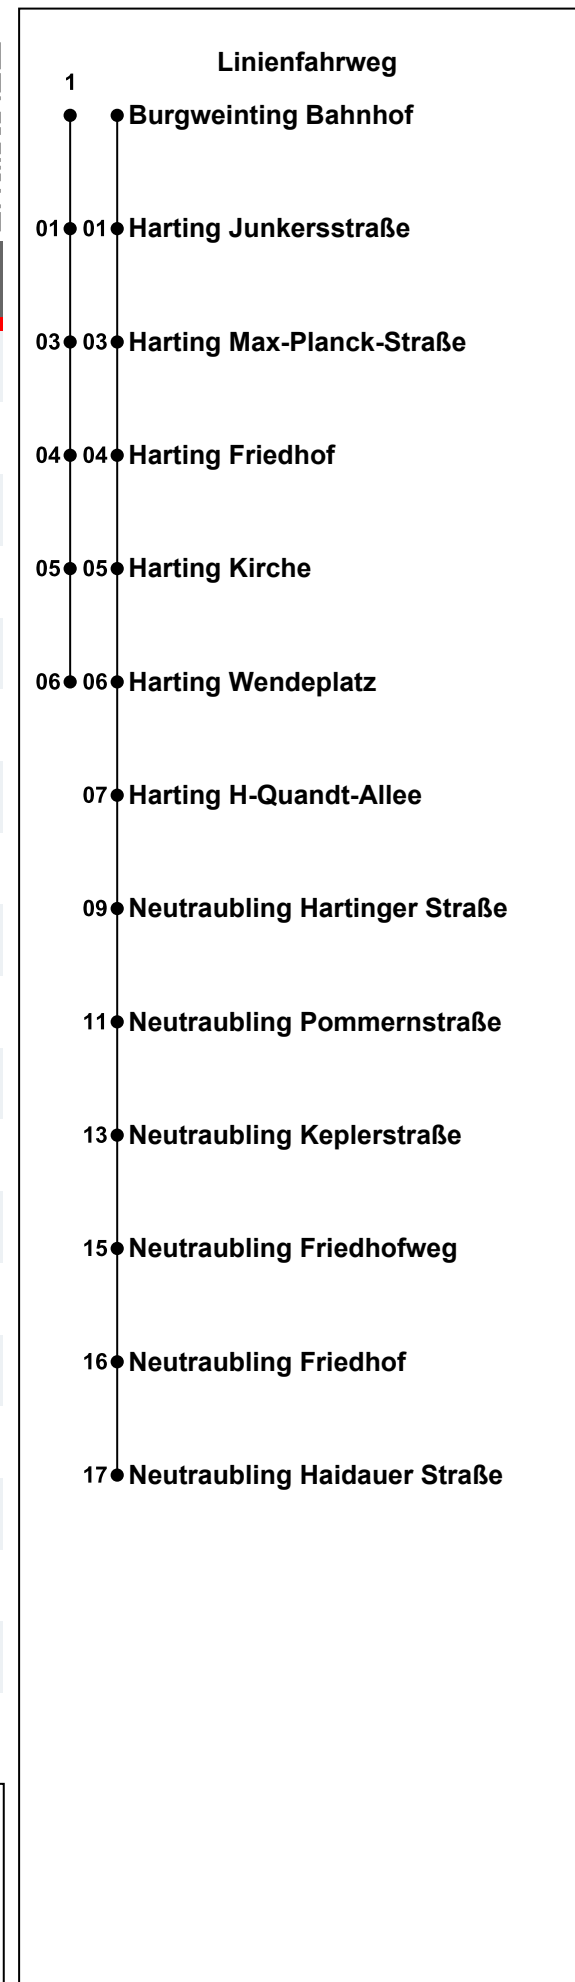 Linienfahrweg
1
Burgweinting Bahnhof
01 01 Harting Junkersstraße
03 03 Harting Max-Planck-Straße
04 04 Harting Friedhof
05 05 Harting Kirche
06 06 Harting Wendeplatz
07 Harting H-Quandt-Allee
09 Neutraubling Hartinger Straße
11 Neutraubling Pommernstraße
13 Neutraubling Keplerstraße
15 Neutraubling Friedhofweg
16 Neutraubling Friedhof
17 Neutraubling Haidauer Straße